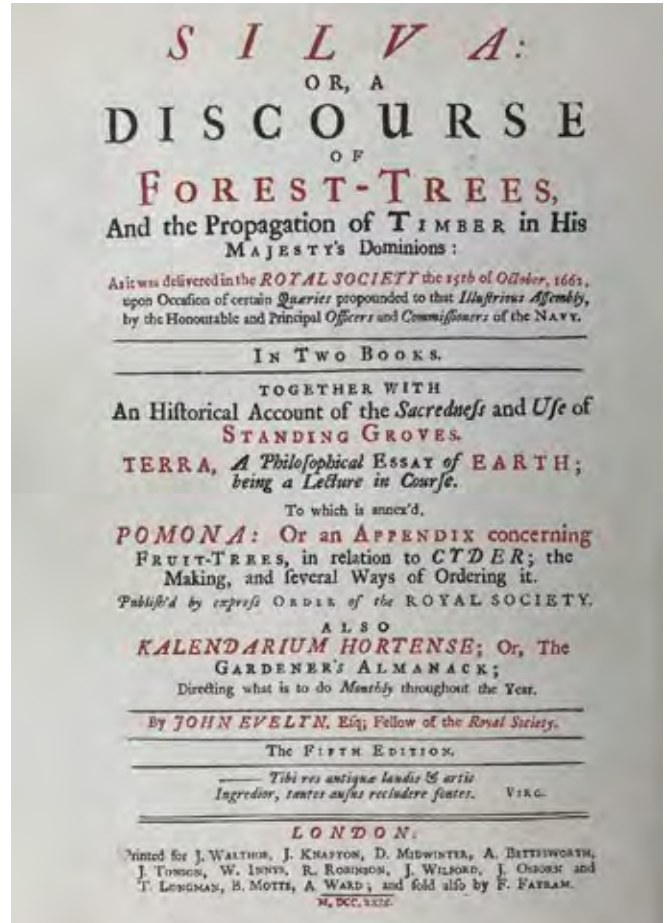 SILVA:
OR, A
DISCOURSE
OF
FOREST-TREES,
And the Propagation of TIMBER in His
MAJESTY's Dominions:
As it was delivered in the ROYAL SOCIETY the 15th of October, 1662,
upon Occasion of certain Quæries propounded to that Illuſtrious Aſſembly,
by the Honourable and Principal Officers and Commiſſioners of the NAVY.
IN TWO BOOKS.
TOGETHER WITH
An Hiſtorical Account of the Sacredneſs and Uſe of
STANDING GROVES.
TERRA, A Philoſophical ESSAY of EARTH;
being a Lecture in Courſe.
To which is annex'd,
POMONA: Or an APPENDIX concerning
FRUIT-TREES, in relation to CYDER; the
Making, and ſeveral Ways of Ordering it.
Publiſh'd by expreſs ORDER of the ROYAL SOCIETY.
ALSO
KALENDARIUM HORTENSE; Or, The
GARDENER's ALMANACK;
Directing what is to do Monthly throughout the Year.
By JOHN EVELYN, Eſq; Fellow of the Royal Society.
The FIFTH EDITION.
—— Tibi res antiquæ laudis & artis
Ingredior, tantos auſus recludere fontes. VIRG.
LONDON:
Printed for J. WALTHOE, J. KNAPTON, D. MIDWINTER, A. BETTESWORTH,
J. TONSON, W. INNYS, R. ROBINSON, J. WILFORD, J. OSBORN and
T. LONGMAN, B. MOTTE, A. WARD; and ſold alſo by F. FAYRAM.
M,DCC,XXIX.